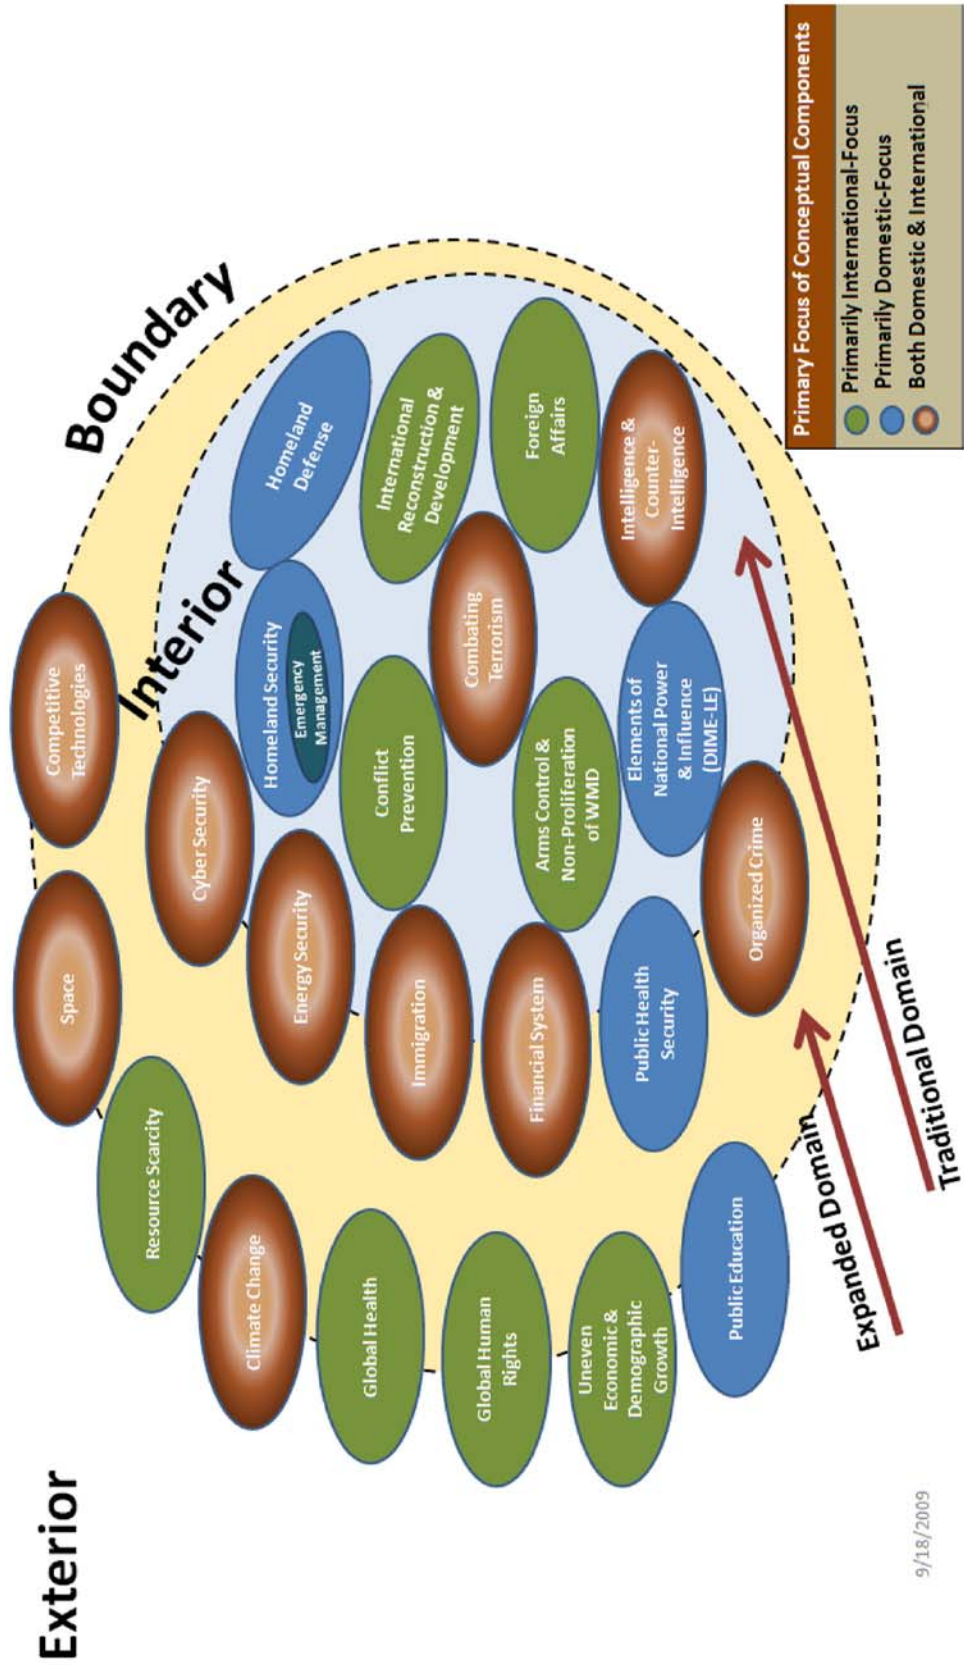 Exterior
Boundary
Interior
Competitive
Technologies
Space
Resource Scarcity
Climate Change
Global Health
Global Human
Rights
Uneven
Economic &
Demographic
Growth
Public Education
Cyber Security
Energy Security
Immigration
Financial System
Public Health
Security
Organized Crime
Homeland Security
Emergency
Management
Homeland
Defense
Conflict
Prevention
International
Reconstruction &
Development
Combating
Terrorism
Foreign
Affairs
Arms Control &
Non-Proliferation
of WMD
Elements of
National Power
& Influence
(DIME-LE)
Intelligence &
Counter-
Intelligence
Expanded Domain
Traditional Domain
Primary Focus of Conceptual Components
Primarily International-Focus
Primarily Domestic-Focus
Both Domestic & International
9/18/2009